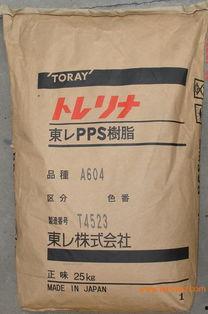 TORAY
トレリナ
東レPPS樹脂
品種 A604
区分 色番
製造番号 T4523
東レ株式会社
正味 25kg
MADE IN JAPAN
1